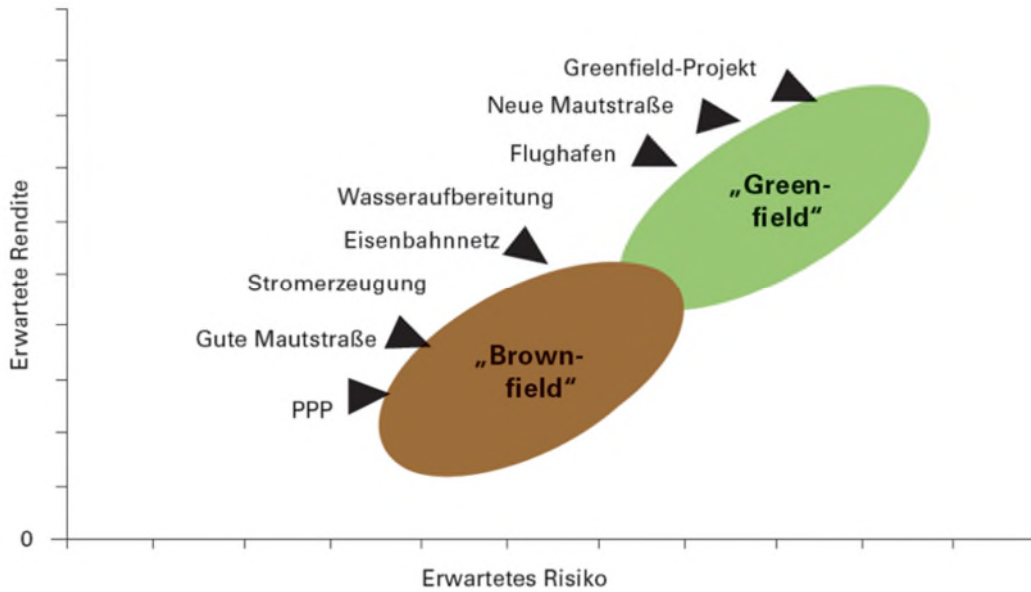 Greenfield-Projekt
Neue Mautstraße
Flughafen
Wasseraufbereitung
Eisenbahnnetz
Stromerzeugung
Gute Mautstraße
PPP
„Green-
field“
„Brown-
field“
Erwartete Rendite
0
Erwartetes Risiko